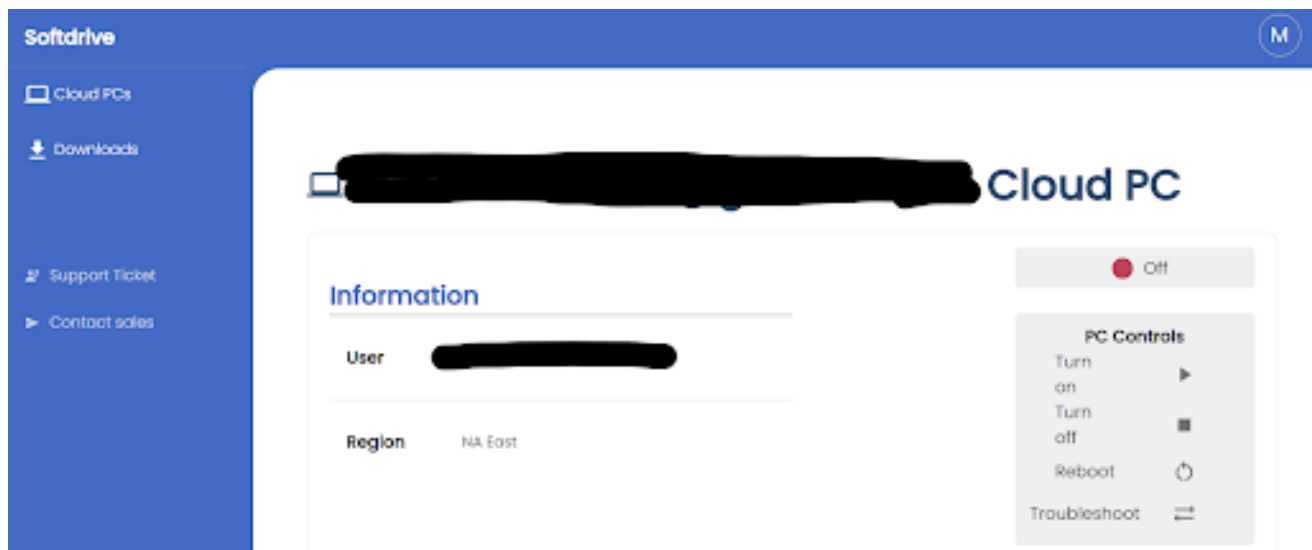 Softdrive
M
Cloud PCs
Downloads
Support Ticket
Contact sales
Cloud PC
Information
User
Region NA East
Off
PC Controls
Turn
on
Turn
off
Reboot
Troubleshoot